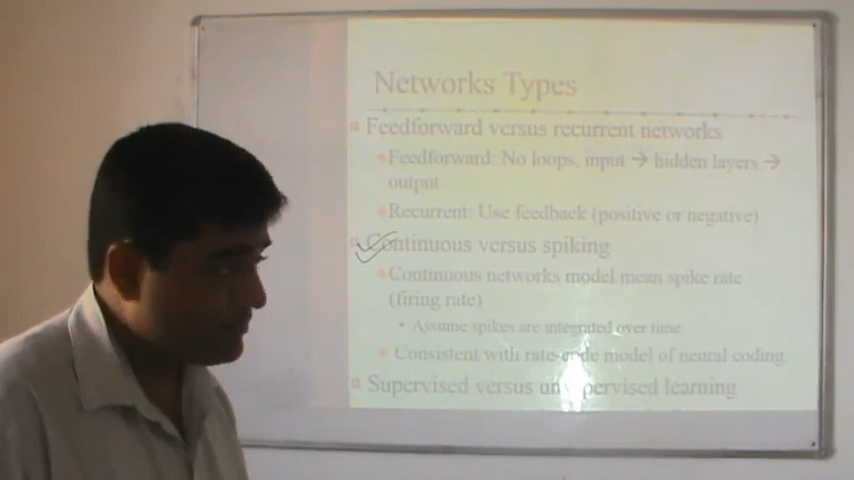 Networks Types
Feedforward versus recurrent networks
Feedforward: No loops, input → hidden layers →
output
Recurrent: Use feedback (positive or negative)
Continuous versus spiking
Continuous networks model mean spike rate
(firing rate)
Assume spikes are integrated over time
Consistent with rate-code model of neural coding
Supervised versus unsupervised learning